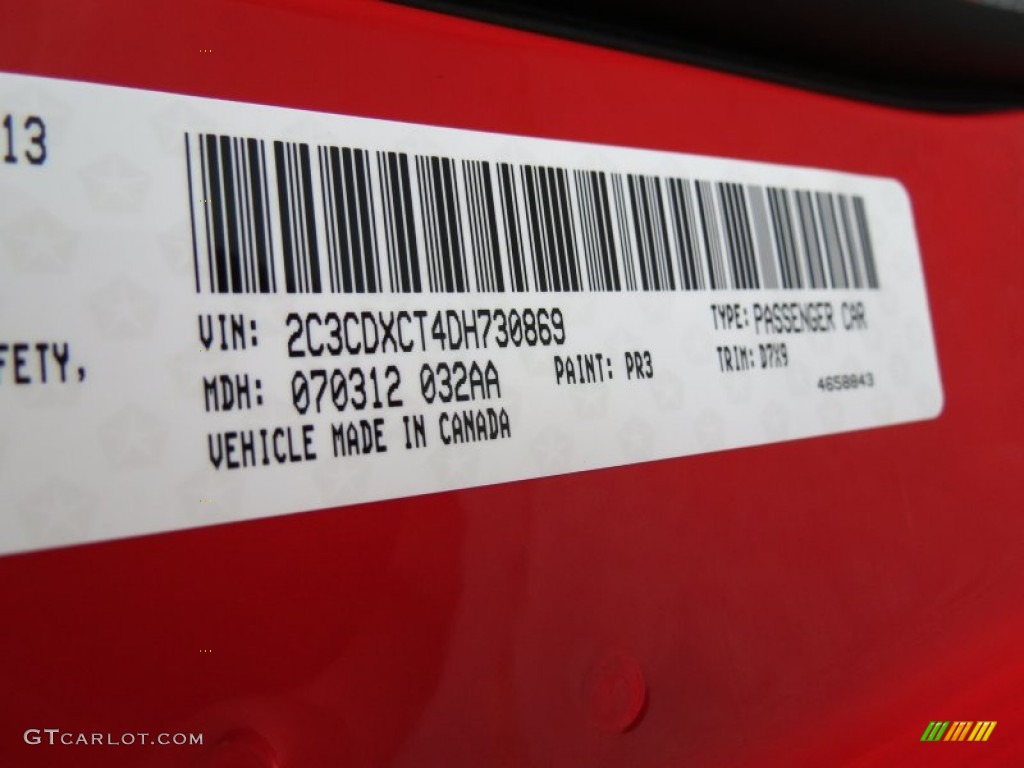 13
FETY,
VIN: 2C3CDXCT4DH730869
TYPE: PASSENGER CAR
MDH: 070312 032AA
PAINT: PR3
TRIM: D7X9
4658843
VEHICLE MADE IN CANADA
GTCARLOT.COM